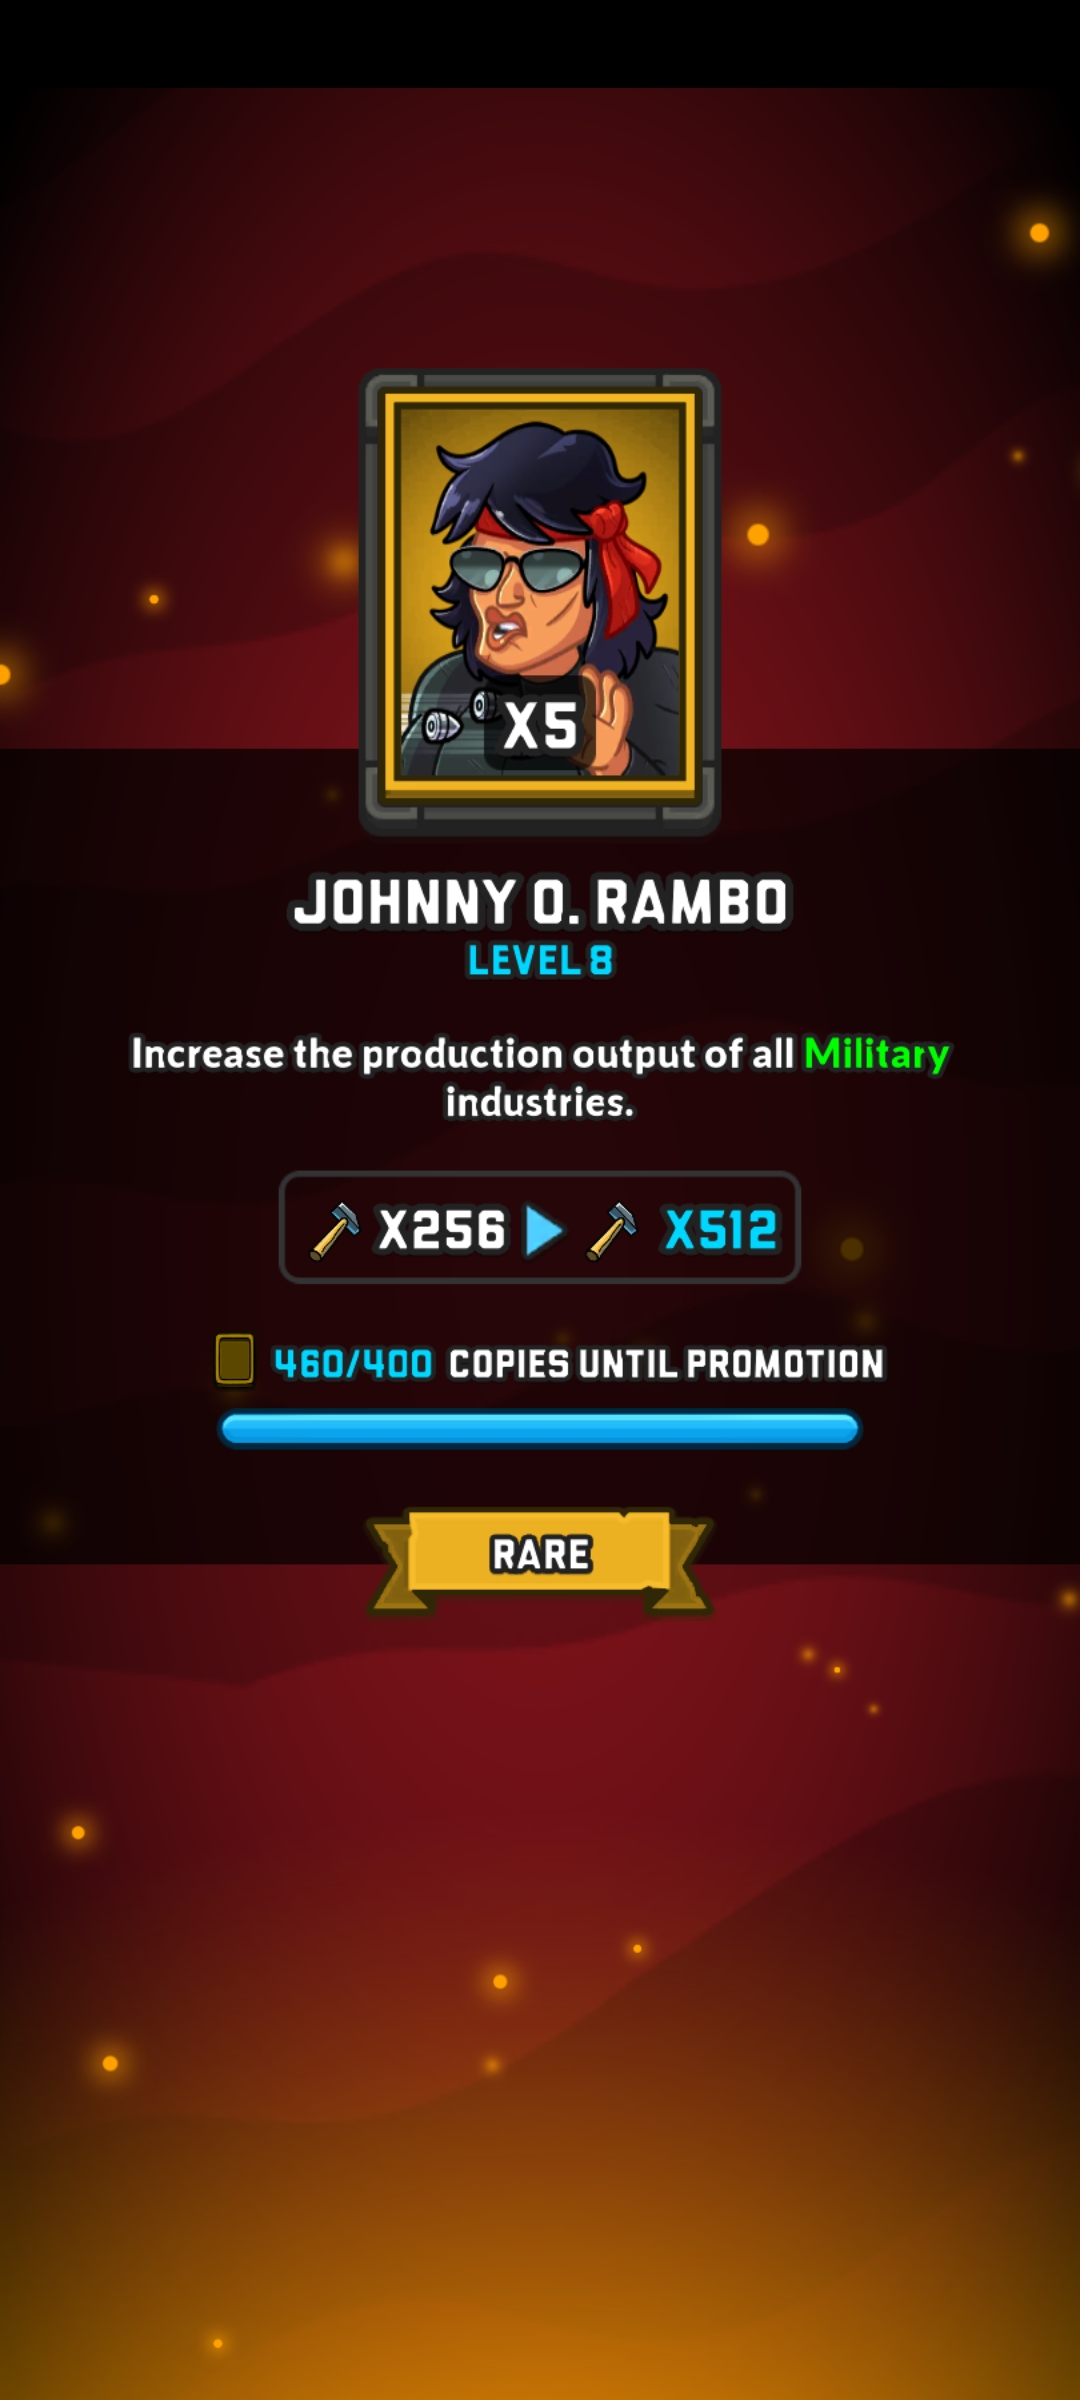 X5
JOHNNY O. RAMBO
LEVEL 8
Increase the production output of all Military
industries.
X256 X512
460/400 COPIES UNTIL PROMOTION
RARE